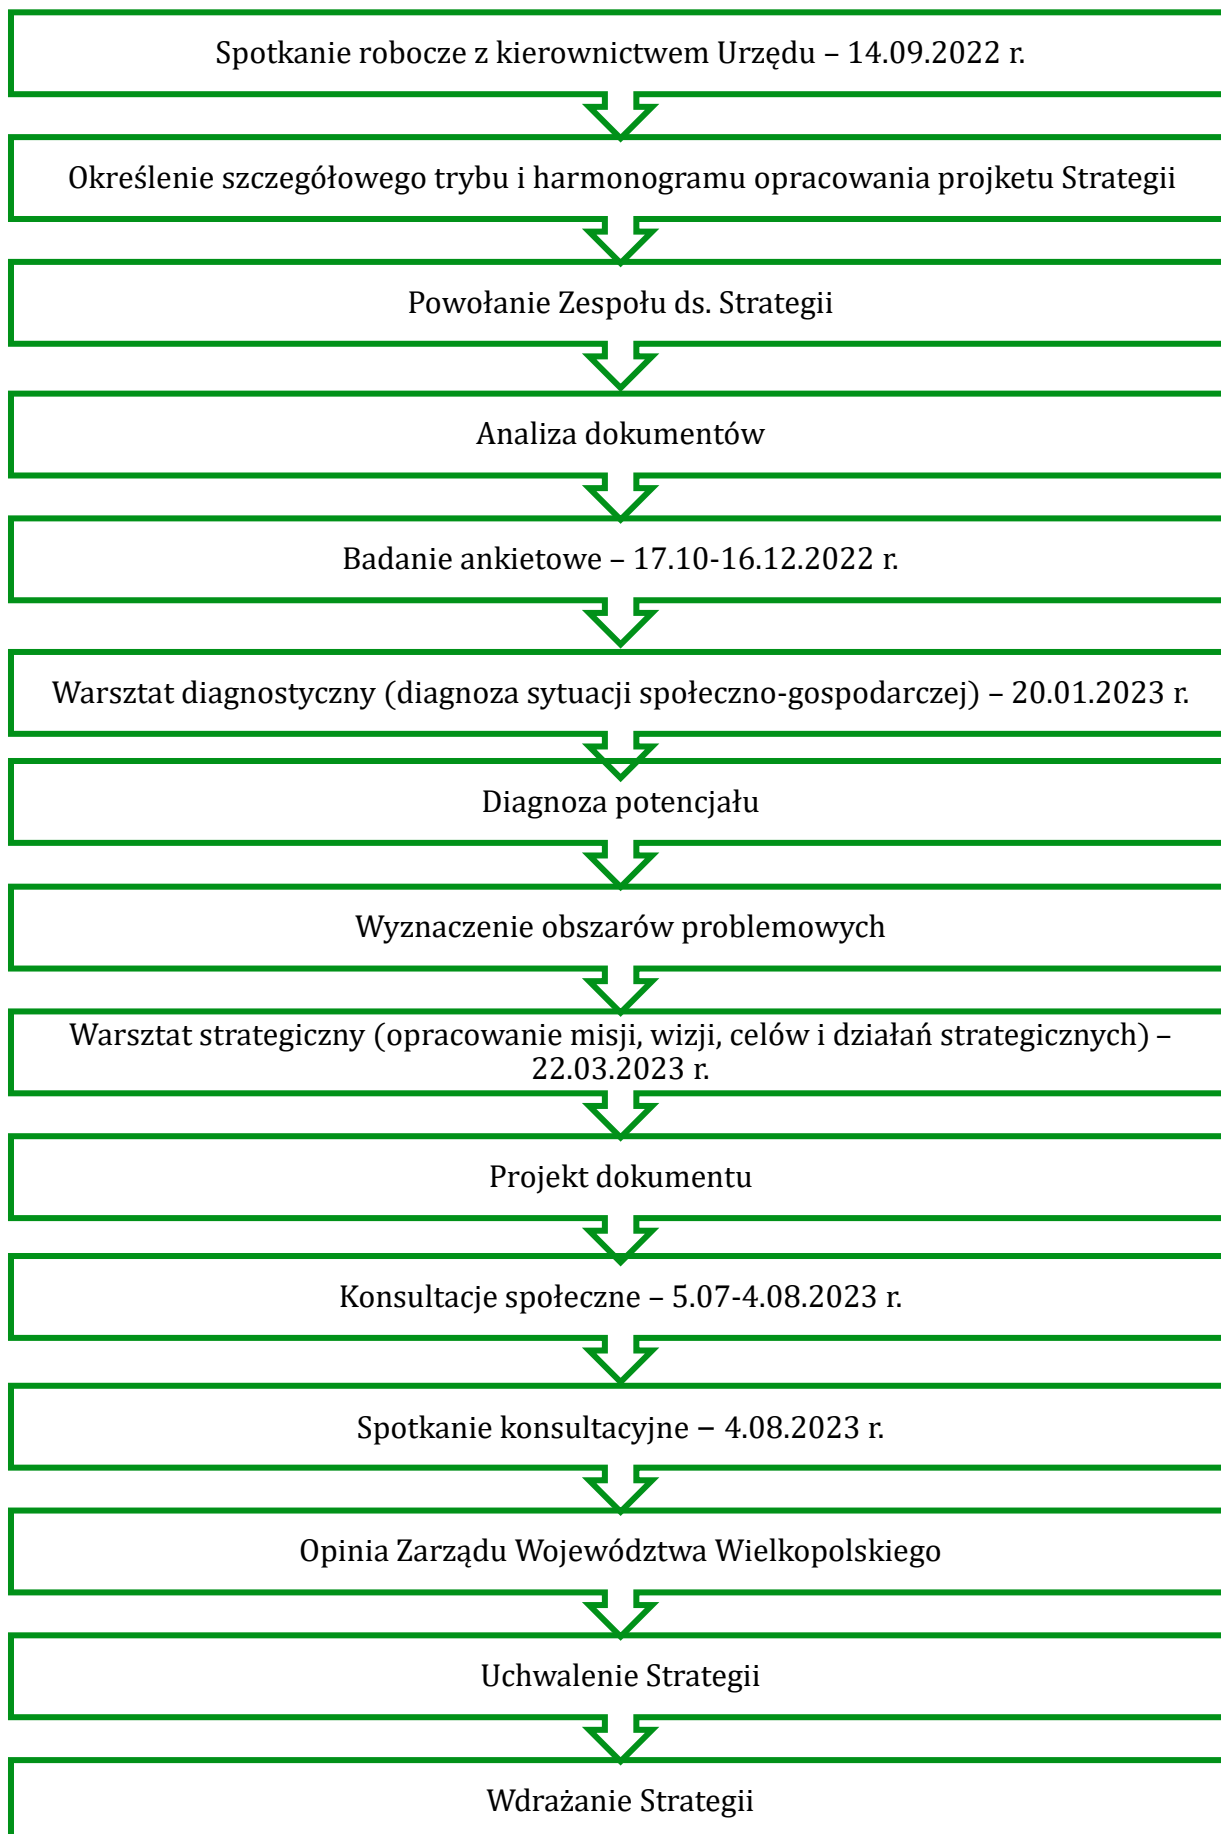 Spotkanie robocze z kierownictwem Urzędu – 14.09.2022 r.
Określenie szczegółowego trybu i harmonogramu opracowania projketu Strategii
Powołanie Zespołu ds. Strategii
Analiza dokumentów
Badanie ankietowe – 17.10-16.12.2022 r.
Warsztat diagnostyczny (diagnoza sytuacji społeczno-gospodarczej) – 20.01.2023 r.
Diagnoza potencjału
Wyznaczenie obszarów problemowych
Warsztat strategiczny (opracowanie misji, wizji, celów i działań strategicznych) –
22.03.2023 r.
Projekt dokumentu
Konsultacje społeczne – 5.07-4.08.2023 r.
Spotkanie konsultacyjne – 4.08.2023 r.
Opinia Zarządu Województwa Wielkopolskiego
Uchwalenie Strategii
Wdrażanie Strategii